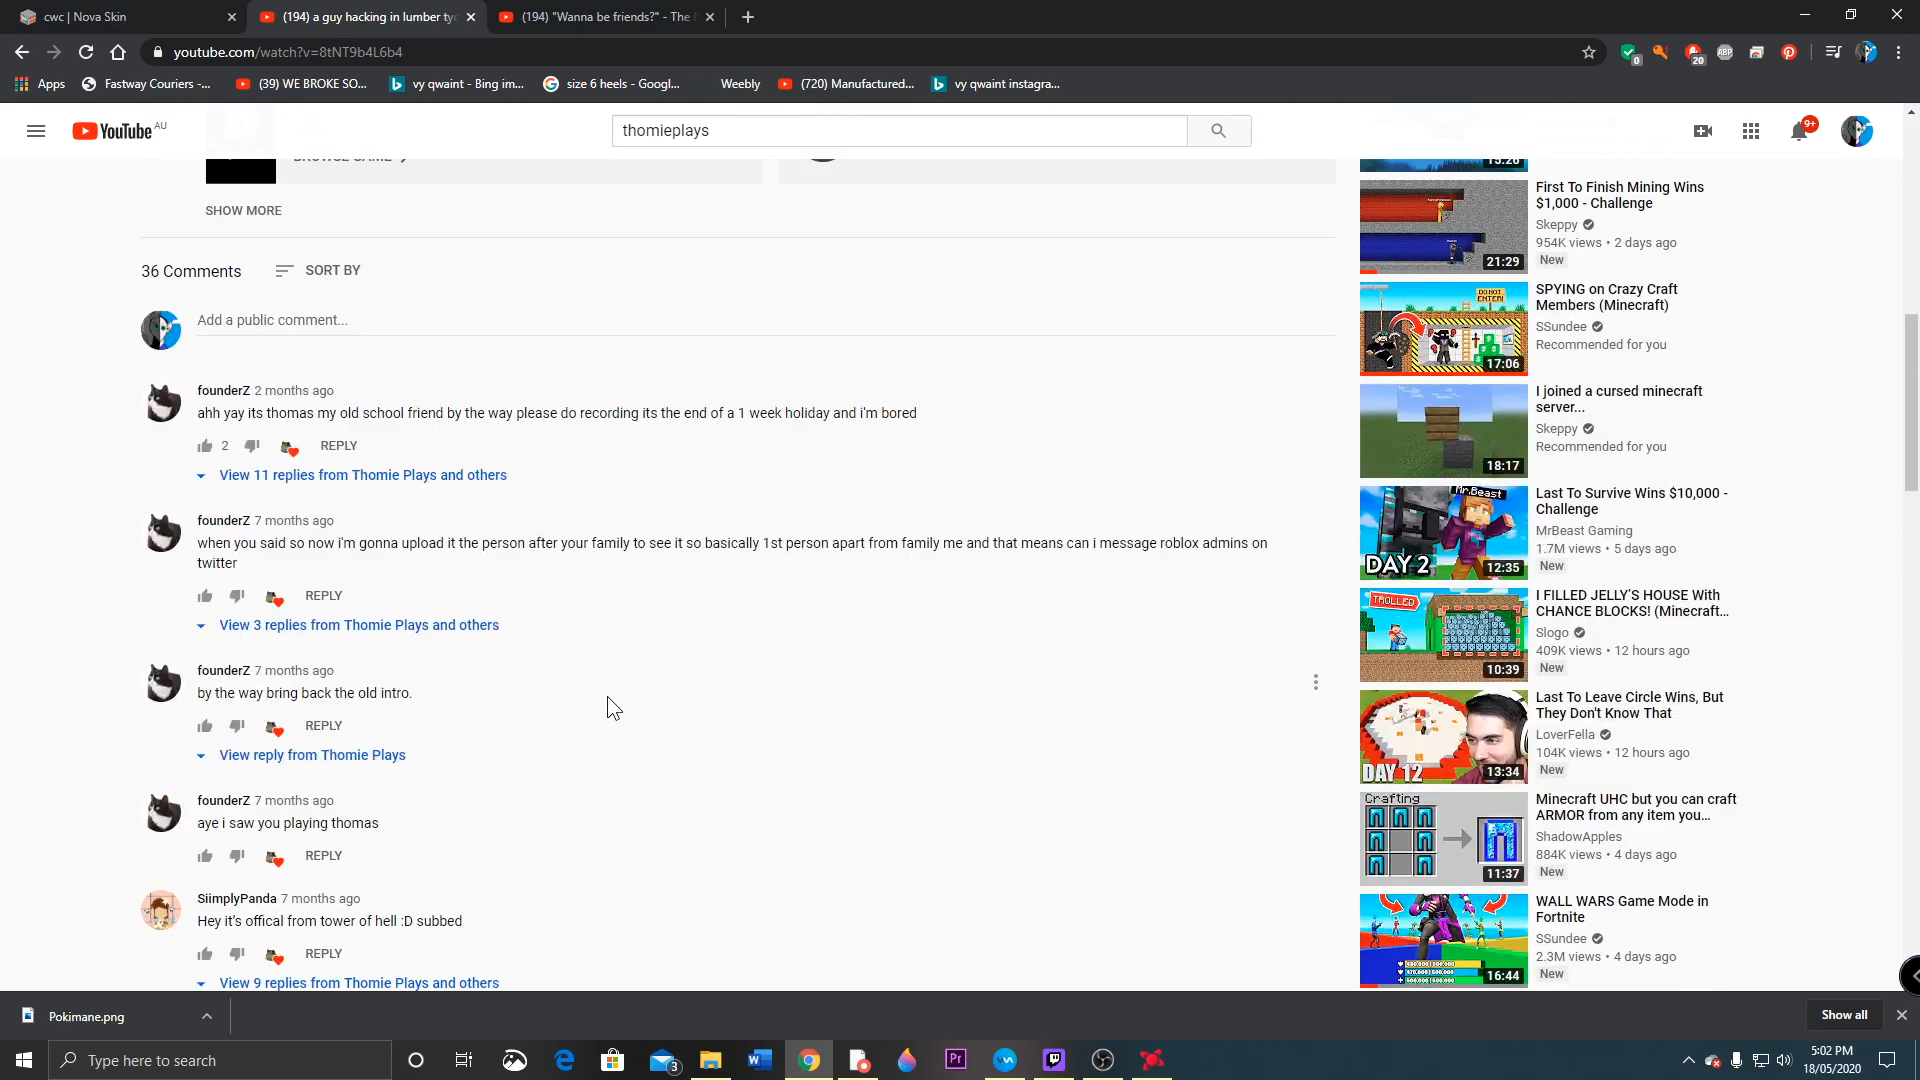 cwc | Nova Skin
(194) a guy hacking in lumber ty
(194) "Wanna be friends?" - The
youtube.com/watch?v=8tNT9b4L6b4
0
20
ABP
Apps
Fastway Couriers -...
(39) WE BROKE SO...
vy qwaint - Bing im...
size 6 heels - Googl...
Weebly
(720) Manufactured...
vy qwaint instagra...
YouTube AU
thomieplays
9+
BROWSE GAME
SHOW MORE
36 Comments
SORT BY
Add a public comment...
founderZ 2 months ago
ahh yay its thomas my old school friend by the way please do recording its the end of a 1 week holiday and i'm bored
2
REPLY
View 11 replies from Thomie Plays and others
founderZ 7 months ago
when you said so now i'm gonna upload it the person after your family to see it so basically 1st person apart from family me and that means can i message roblox admins on
twitter
REPLY
View 3 replies from Thomie Plays and others
founderZ 7 months ago
by the way bring back the old intro.
REPLY
View reply from Thomie Plays
founderZ 7 months ago
aye i saw you playing thomas
REPLY
SiimplyPanda 7 months ago
Hey it's offical from tower of hell :D subbed
REPLY
View 9 replies from Thomie Plays and others
15:26
First To Finish Mining Wins
$1,000 - Challenge
Skeppy
954K views • 2 days ago
New
21:29
DO NOT
ENTER!
SPYING on Crazy Craft
Members (Minecraft)
SSundee
Recommended for you
17:06
I joined a cursed minecraft
server...
Skeppy
Recommended for you
18:17
Mr.Beast
DAY 2
Last To Survive Wins $10,000 -
Challenge
MrBeast Gaming
1.7M views • 5 days ago
New
12:35
TROLLED
I FILLED JELLY'S HOUSE With
CHANCE BLOCKS! (Minecraft...
Slogo
409K views • 12 hours ago
New
10:39
Last To Leave Circle Wins, But
They Don't Know That
LoverFella
104K views • 12 hours ago
New
DAY 12
13:34
Crafting
Minecraft UHC but you can craft
ARMOR from any item you...
ShadowApples
884K views • 4 days ago
New
11:37
WALL WARS Game Mode in
Fortnite
SSundee
2.3M views • 4 days ago
New
16:44
Pokimane.png
Show all
Type here to search
3
Pr
5:02 PM
18/05/2020